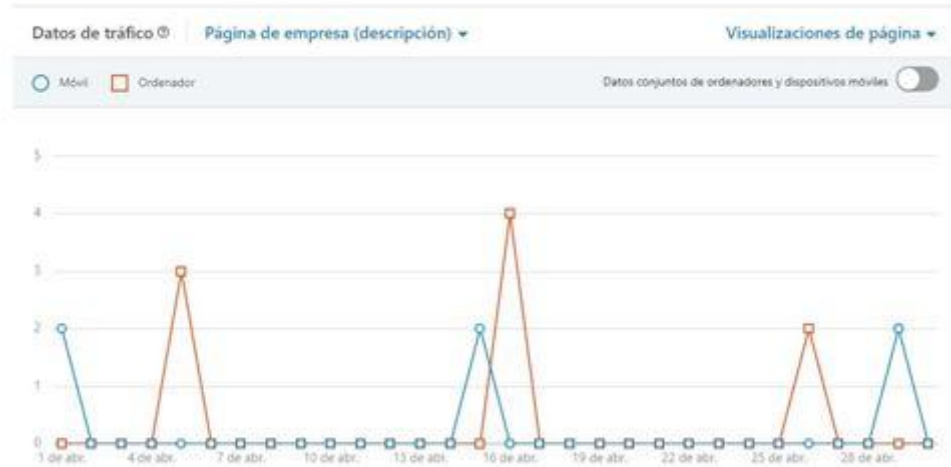 Datos de tráfico ? Página de empresa (descripción) Visualizaciones de página
Móvil Ordenador Datos conjuntos de ordenadores y dispositivos móviles
5
4
3
2
1
0
1 de abr. 4 de abr. 7 de abr. 10 de abr. 13 de abr. 16 de abr. 19 de abr. 22 de abr. 25 de abr. 28 de abr.